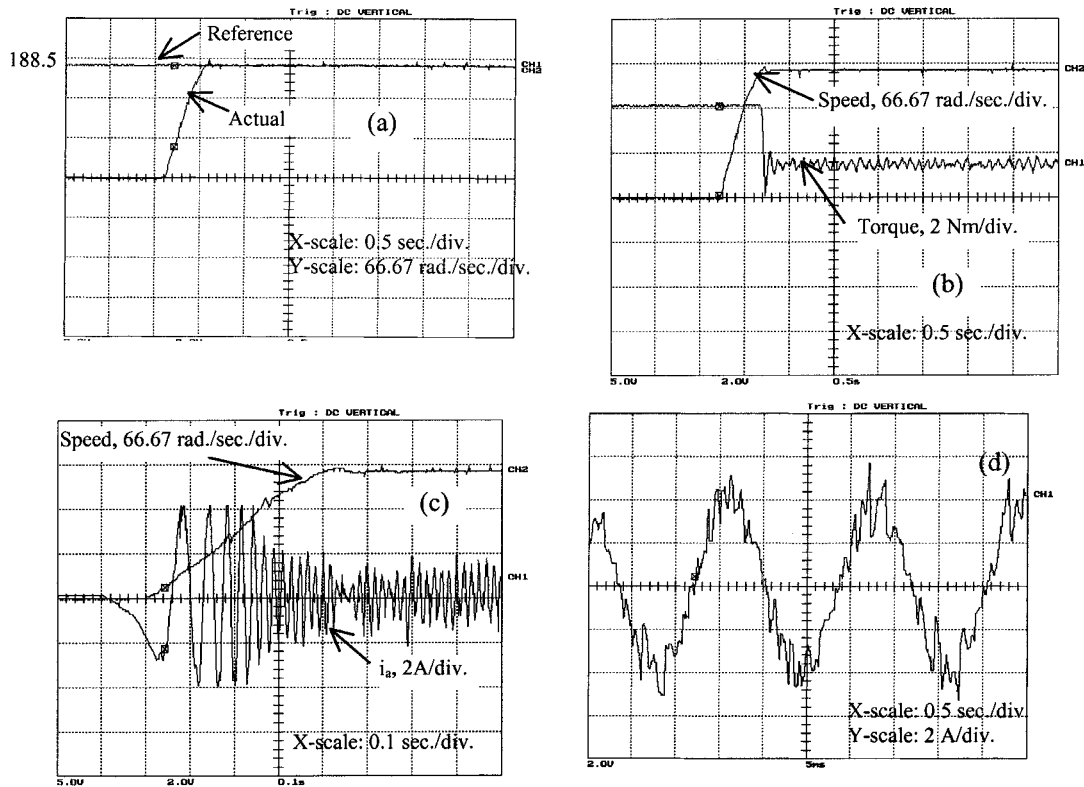 Trig : DC VERTICAL
Reference
188.5
CH1
CH2
Actual
(a)
X-scale: 0.5 sec./div.
Y-scale: 66.67 rad./sec./div.
Trig : DC VERTICAL
CH2
Speed, 66.67 rad./sec./div.
CH1
Torque, 2 Nm/div.
(b)
X-scale: 0.5 sec./div.
5.0V 2.0V 0.5s
Trig : DC VERTICAL
Speed, 66.67 rad./sec./div.
CH2
(c)
CH1
ia, 2A/div.
X-scale: 0.1 sec./div.
5.0V 2.0V 0.1s
Trig : DC VERTICAL
(d)
CH1
X-scale: 0.5 sec./div
Y-scale: 2 A/div.
2.0V 5ms